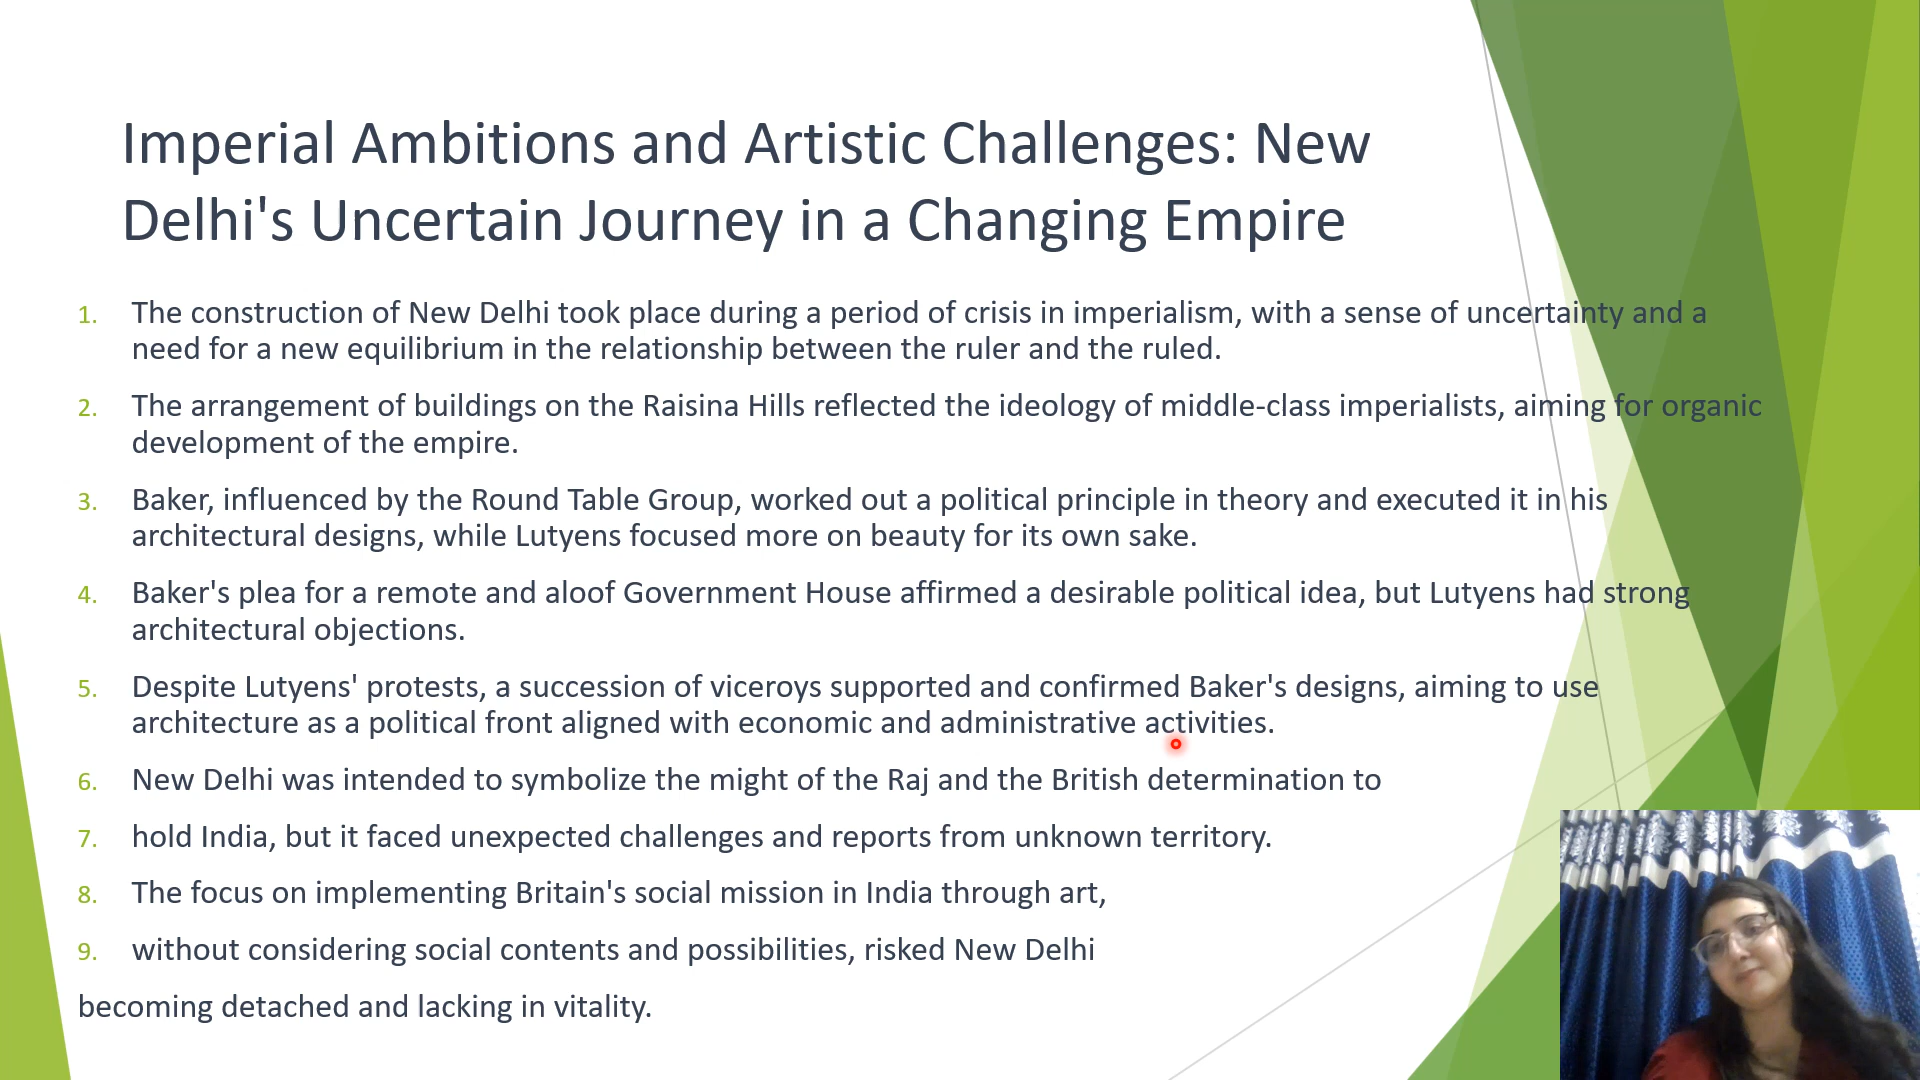 Imperial Ambitions and Artistic Challenges: New
Delhi's Uncertain Journey in a Changing Empire
1. The construction of New Delhi took place during a period of crisis in imperialism, with a sense of uncertainty and a
need for a new equilibrium in the relationship between the ruler and the ruled.
2. The arrangement of buildings on the Raisina Hills reflected the ideology of middle-class imperialists, aiming for organic
development of the empire.
3. Baker, influenced by the Round Table Group, worked out a political principle in theory and executed it in his
architectural designs, while Lutyens focused more on beauty for its own sake.
4. Baker's plea for a remote and aloof Government House affirmed a desirable political idea, but Lutyens had strong
architectural objections.
5. Despite Lutyens' protests, a succession of viceroys supported and confirmed Baker's designs, aiming to use
architecture as a political front aligned with economic and administrative activities.
6. New Delhi was intended to symbolize the might of the Raj and the British determination to
7. hold India, but it faced unexpected challenges and reports from unknown territory.
8. The focus on implementing Britain's social mission in India through art,
9. without considering social contents and possibilities, risked New Delhi
becoming detached and lacking in vitality.